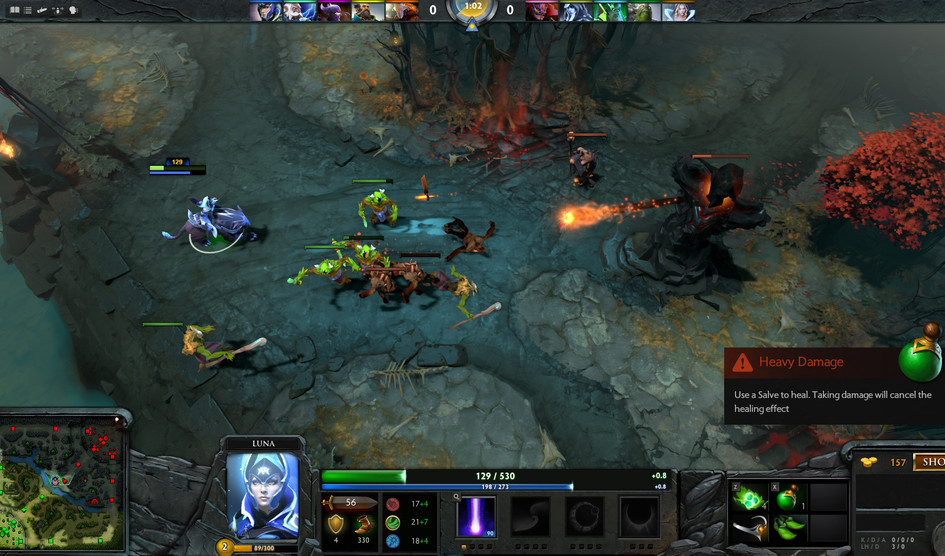 0
1:02
0
129
Heavy Damage
Use a Salve to heal. Taking damage will cancel the
healing effect
LUNA
2
89/300
129 / 530
+0.8
198 / 273
+0.8
56
4
330
17+4
21+7
18+4
90
Z
4
X
1
157
SHO
K / D / A 0/0/0
LH / D 3/0